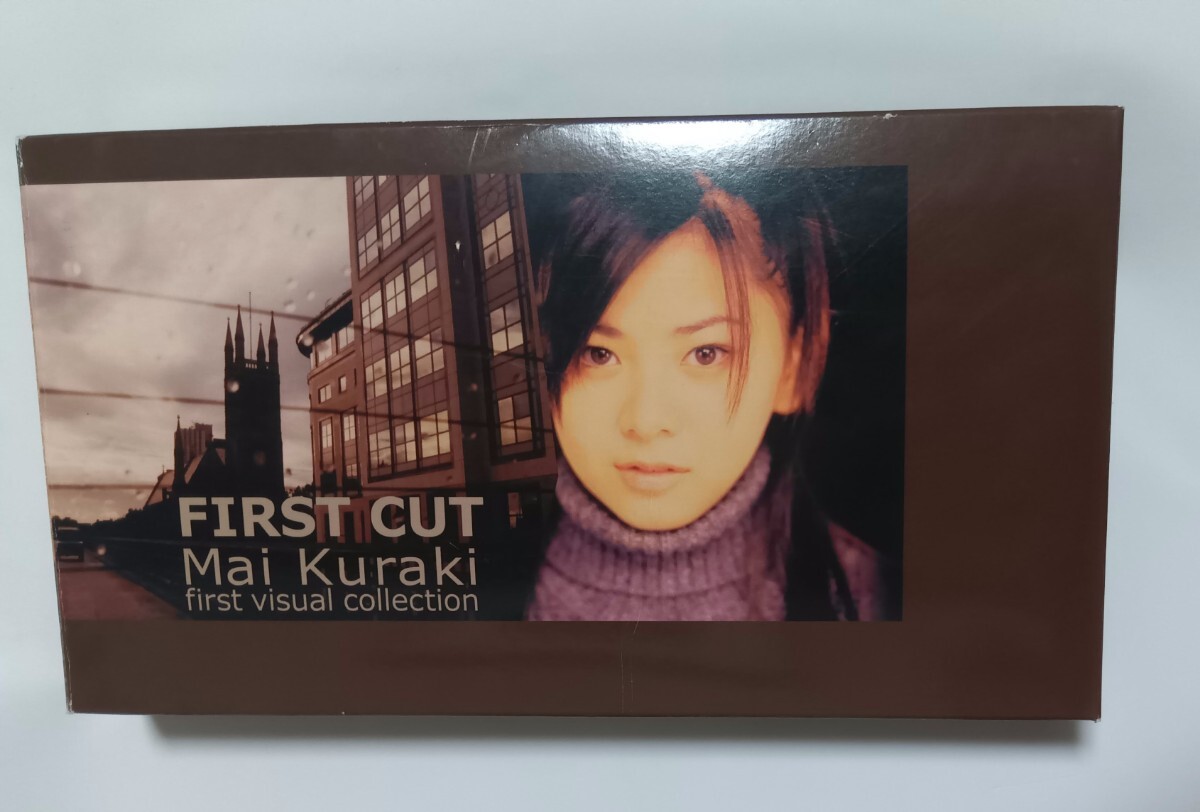 FIRST CUT
Mai Kuraki
first visual collection